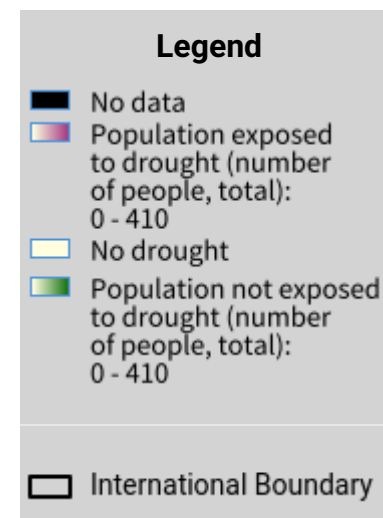 Legend
No data
Population exposed
to drought (number
of people, total):
0 - 410
No drought
Population not exposed
to drought (number
of people, total):
0 - 410
International Boundary